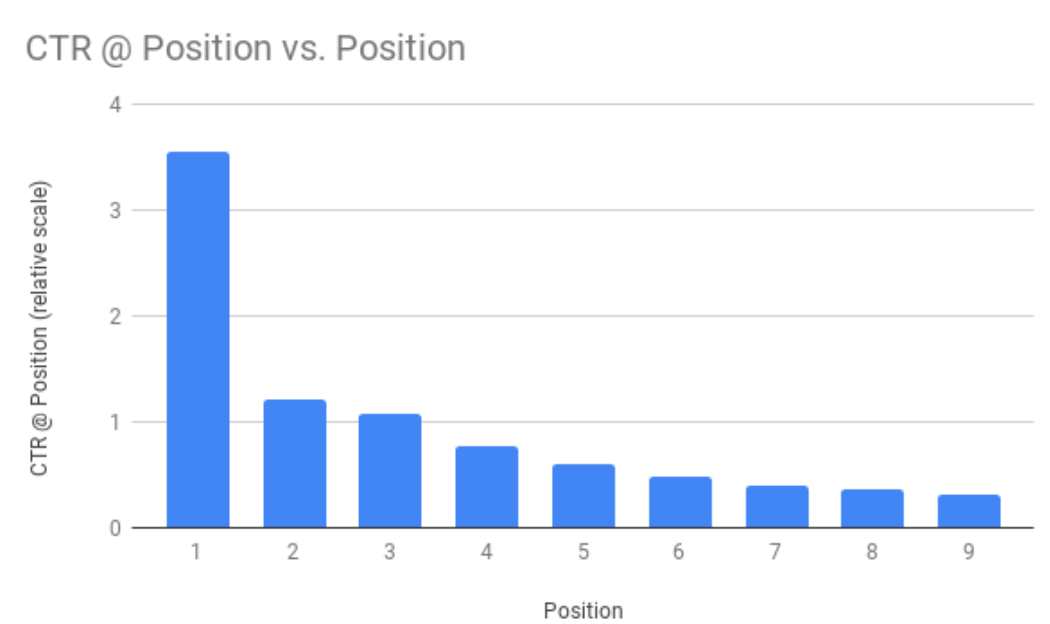 CTR @ Position vs. Position
CTR @ Position (relative scale)
4
3
2
1
0
1 2 3 4 5 6 7 8 9
Position